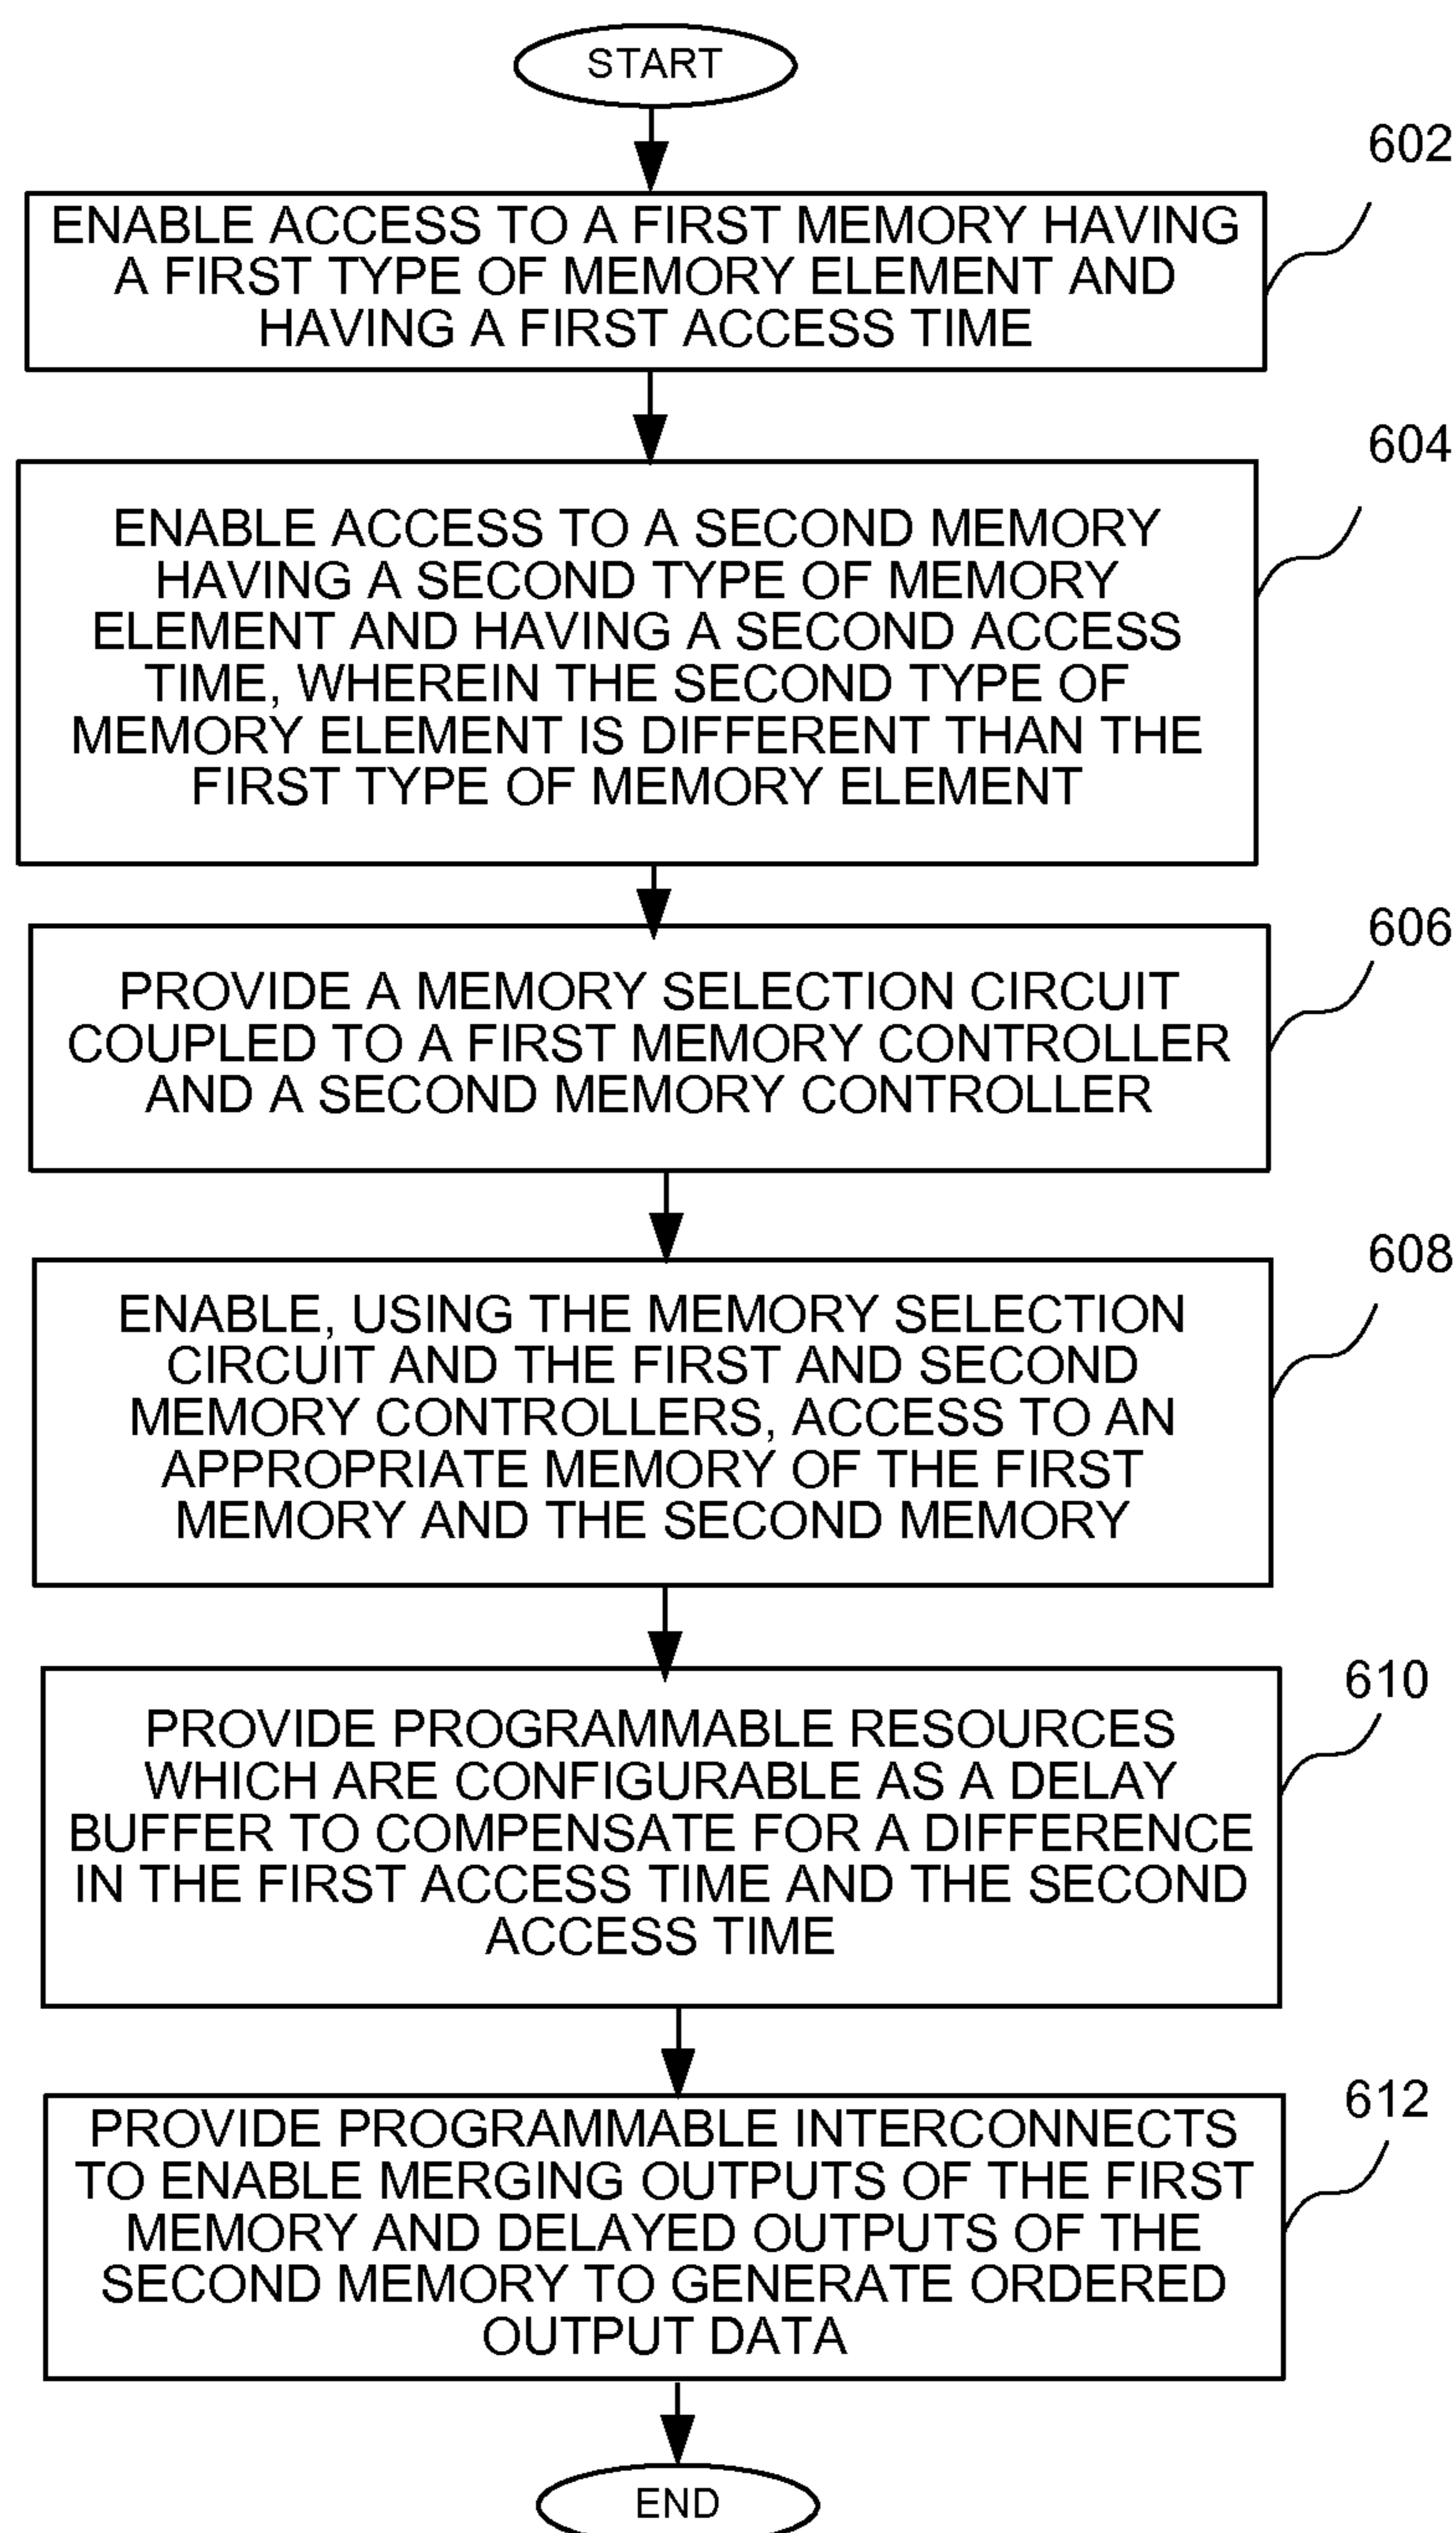 START
602
ENABLE ACCESS TO A FIRST MEMORY HAVING
A FIRST TYPE OF MEMORY ELEMENT AND
HAVING A FIRST ACCESS TIME
604
ENABLE ACCESS TO A SECOND MEMORY
HAVING A SECOND TYPE OF MEMORY
ELEMENT AND HAVING A SECOND ACCESS
TIME, WHEREIN THE SECOND TYPE OF
MEMORY ELEMENT IS DIFFERENT THAN THE
FIRST TYPE OF MEMORY ELEMENT
606
PROVIDE A MEMORY SELECTION CIRCUIT
COUPLED TO A FIRST MEMORY CONTROLLER
AND A SECOND MEMORY CONTROLLER
608
ENABLE, USING THE MEMORY SELECTION
CIRCUIT AND THE FIRST AND SECOND
MEMORY CONTROLLERS, ACCESS TO AN
APPROPRIATE MEMORY OF THE FIRST
MEMORY AND THE SECOND MEMORY
610
PROVIDE PROGRAMMABLE RESOURCES
WHICH ARE CONFIGURABLE AS A DELAY
BUFFER TO COMPENSATE FOR A DIFFERENCE
IN THE FIRST ACCESS TIME AND THE SECOND
ACCESS TIME
612
PROVIDE PROGRAMMABLE INTERCONNECTS
TO ENABLE MERGING OUTPUTS OF THE FIRST
MEMORY AND DELAYED OUTPUTS OF THE
SECOND MEMORY TO GENERATE ORDERED
OUTPUT DATA
END